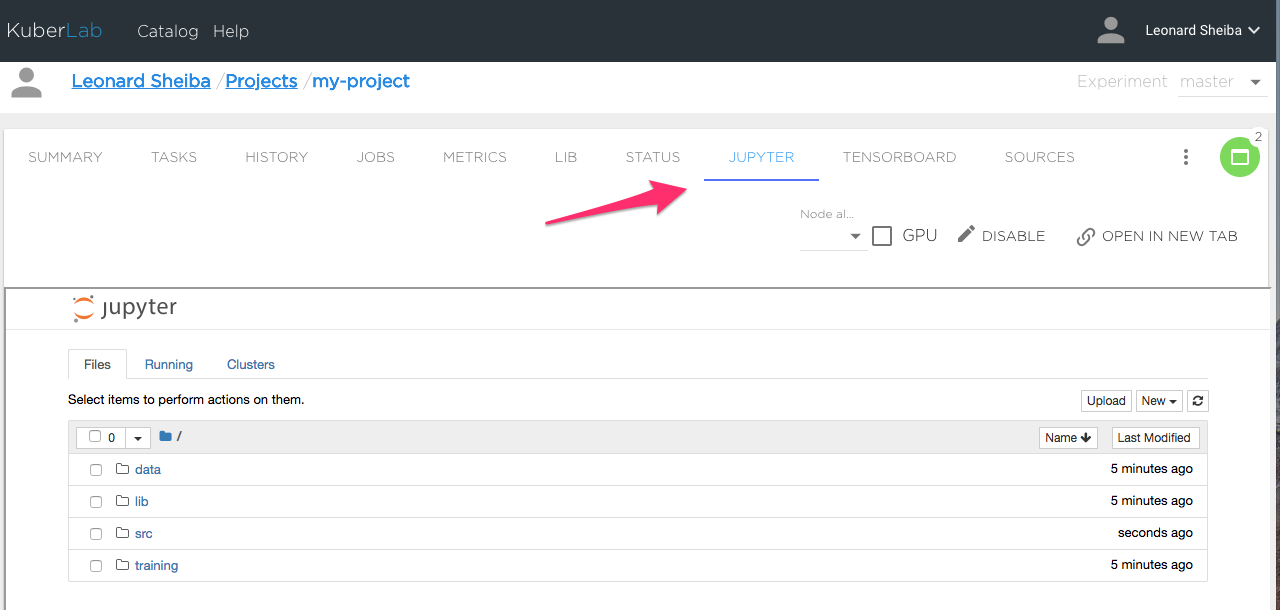 KuberLab Catalog Help Leonard Sheiba
Leonard Sheiba / Projects / my-project Experiment master
2
SUMMARY TASKS HISTORY JOBS METRICS LIB STATUS JUPYTER TENSORBOARD SOURCES
Node al...
GPU DISABLE OPEN IN NEW TAB
jupyter
Files Running Clusters
Select items to perform actions on them. Upload New
0 / Name Last Modified
data 5 minutes ago
lib 5 minutes ago
src seconds ago
training 5 minutes ago